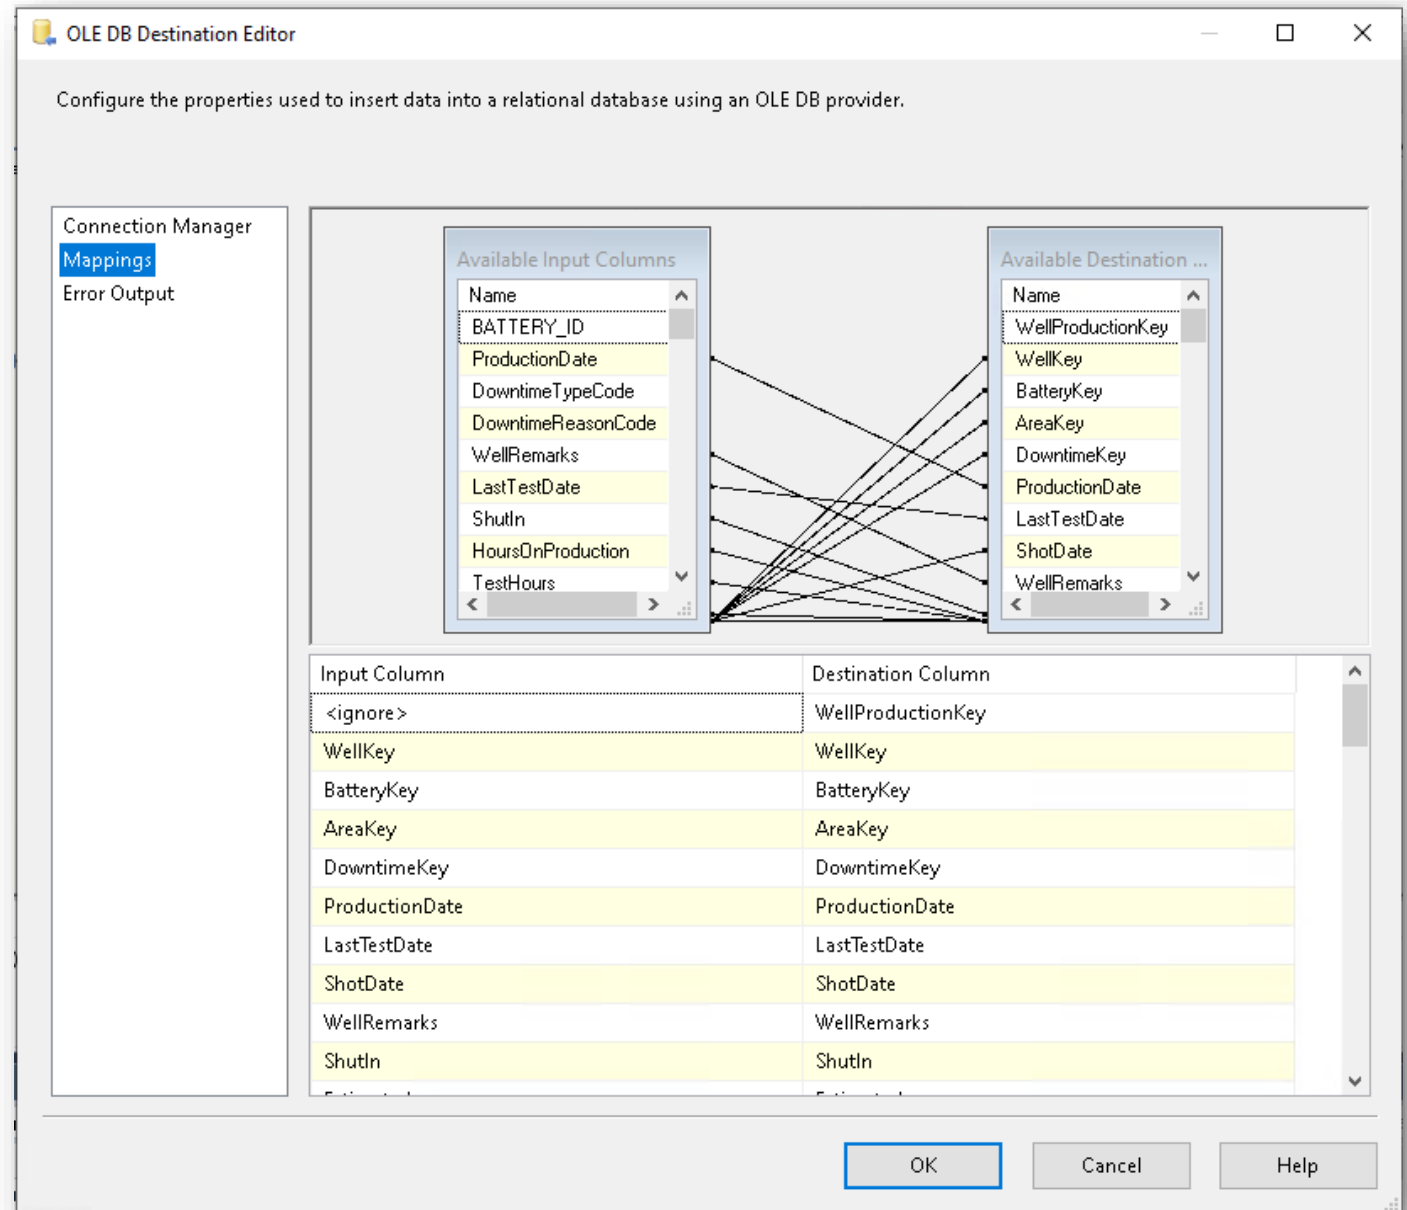 OLE DB Destination Editor
Configure the properties used to insert data into a relational database using an OLE DB provider.
Connection Manager
Mappings
Error Output
Available Input Columns
Name
BATTERY_ID
ProductionDate
DowntimeTypeCode
DowntimeReasonCode
WellRemarks
LastTestDate
ShutIn
HoursOnProduction
TestHours
Available Destination ...
Name
WellProductionKey
WellKey
BatteryKey
AreaKey
DowntimeKey
ProductionDate
LastTestDate
ShotDate
WellRemarks
Input Column Destination Column
<ignore> WellProductionKey
WellKey WellKey
BatteryKey BatteryKey
AreaKey AreaKey
DowntimeKey DowntimeKey
ProductionDate ProductionDate
LastTestDate LastTestDate
ShotDate ShotDate
WellRemarks WellRemarks
ShutIn ShutIn
OK Cancel Help